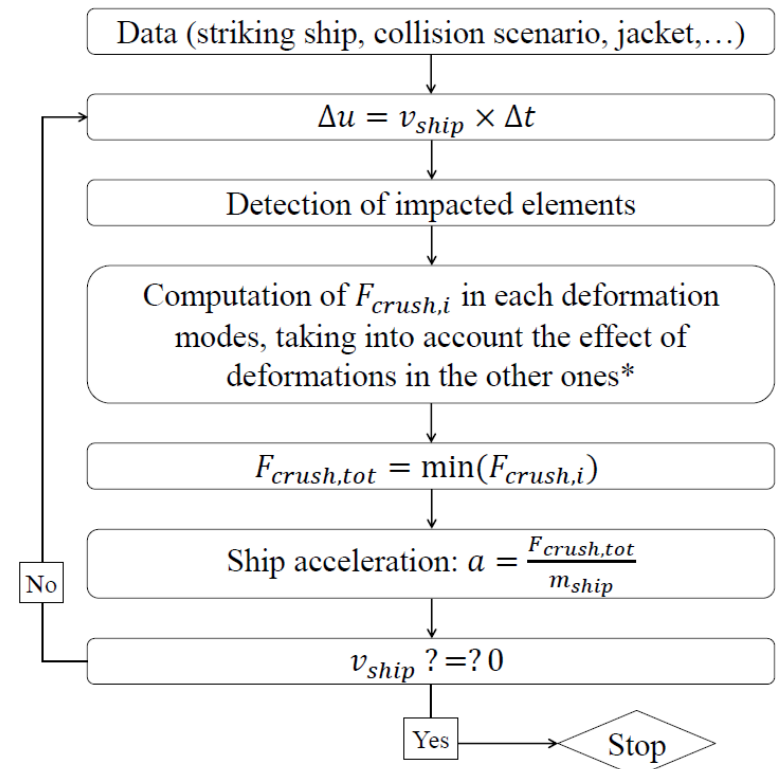 Data (striking ship, collision scenario, jacket,…)
Δu = v_ship × Δt
Detection of impacted elements
Computation of F_crush,i in each deformation
modes, taking into account the effect of
deformations in the other ones*
F_crush,tot = min(F_crush,i)
Ship acceleration: a = F_crush,tot / m_ship
No
v_ship ? =? 0
Yes
Stop